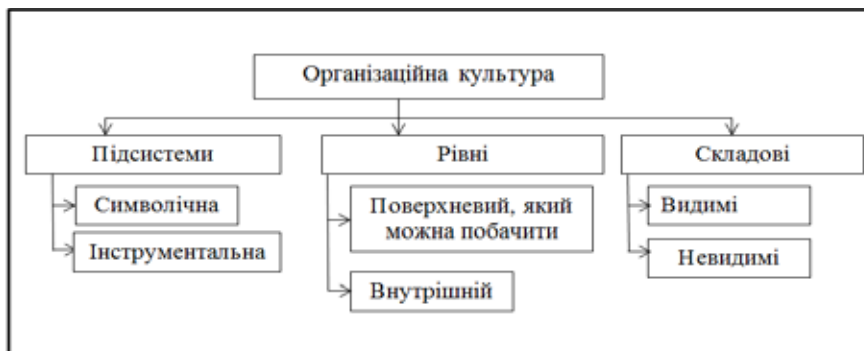 Організаційна культура
Підсистеми
Символічна
Інструментальна
Рівні
Поверхневий, який
можна побачити
Внутрішній
Складові
Видимі
Невидимі